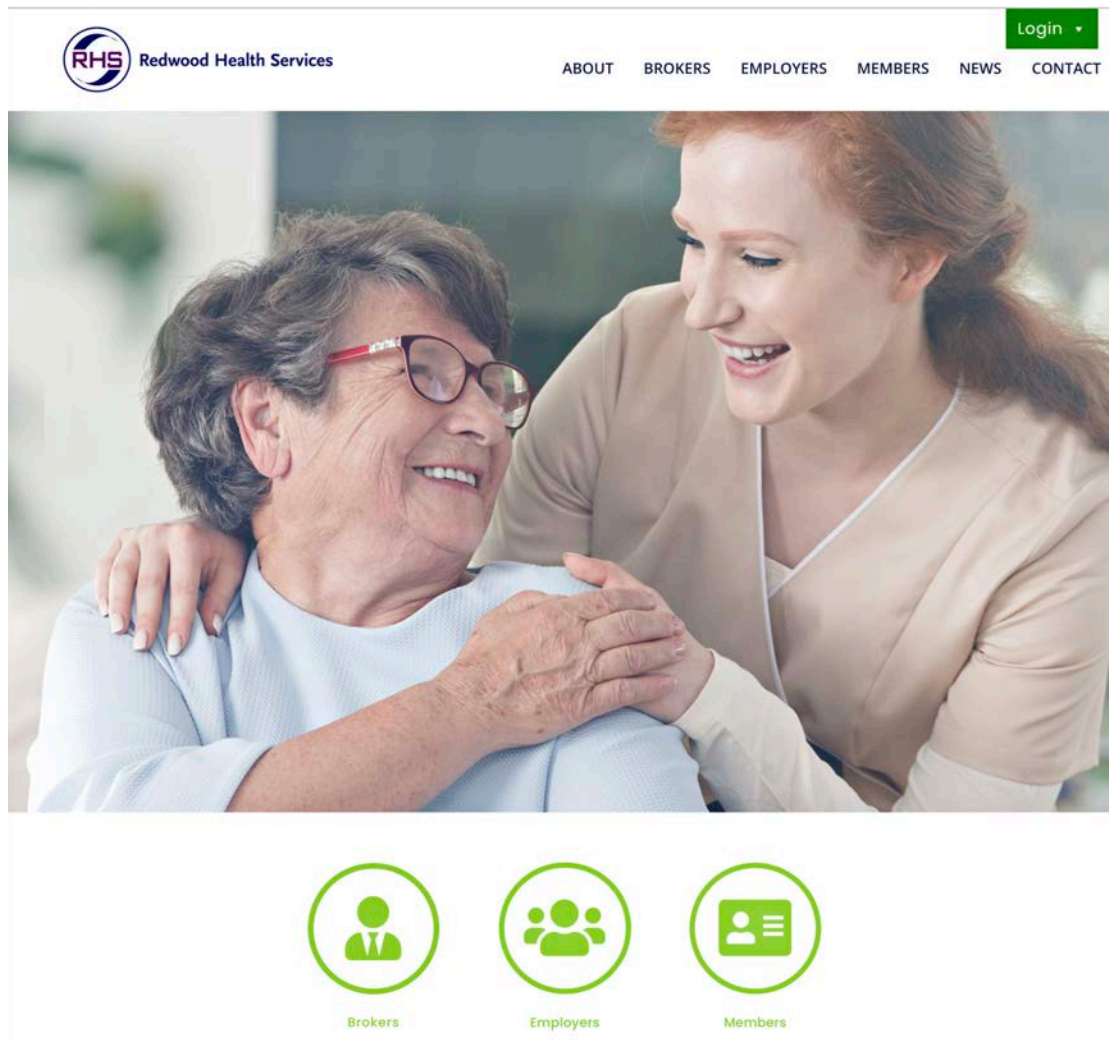 Login
RHS Redwood Health Services
ABOUT BROKERS EMPLOYERS MEMBERS NEWS CONTACT
Brokers Employers Members